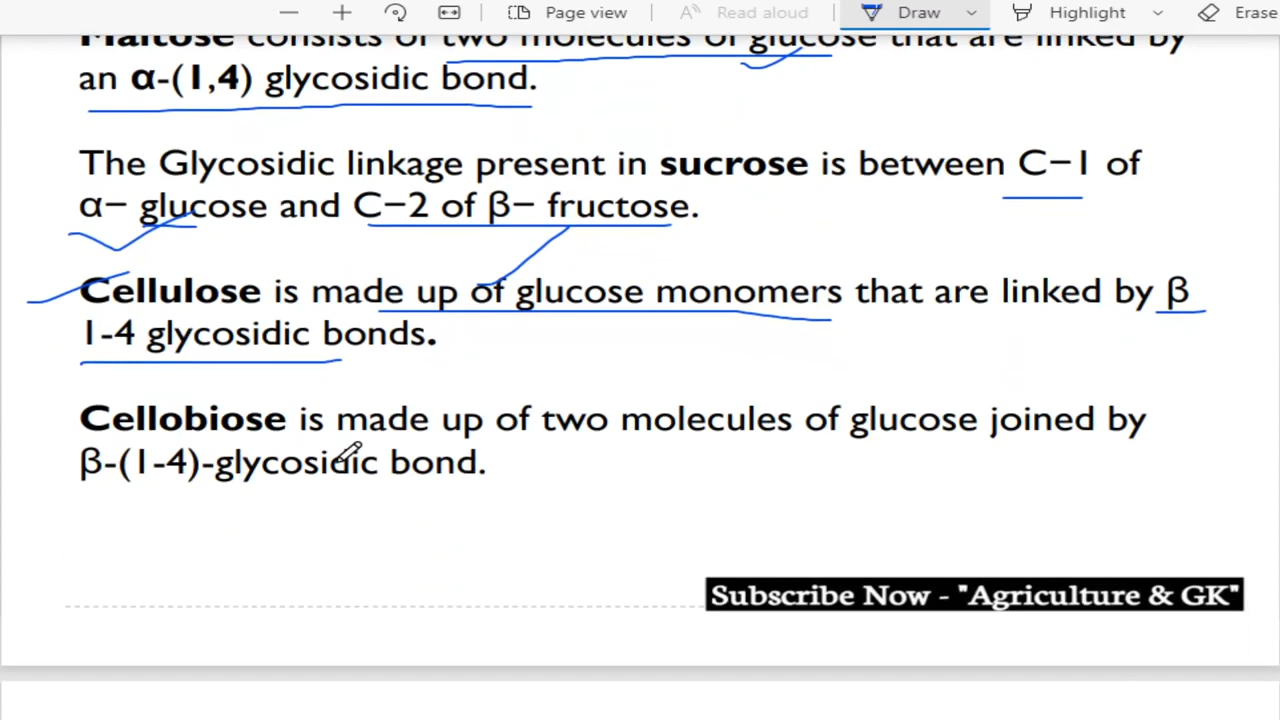 Page view
Read aloud
Draw
Highlight
Erase
Maltose consists of two molecules of glucose that are linked by
an α-(1,4) glycosidic bond.
The Glycosidic linkage present in sucrose is between C−1 of
α− glucose and C−2 of β− fructose.
Cellulose is made up of glucose monomers that are linked by β
1-4 glycosidic bonds.
Cellobiose is made up of two molecules of glucose joined by
β-(1-4)-glycosidic bond.
Subscribe Now - "Agriculture & GK"